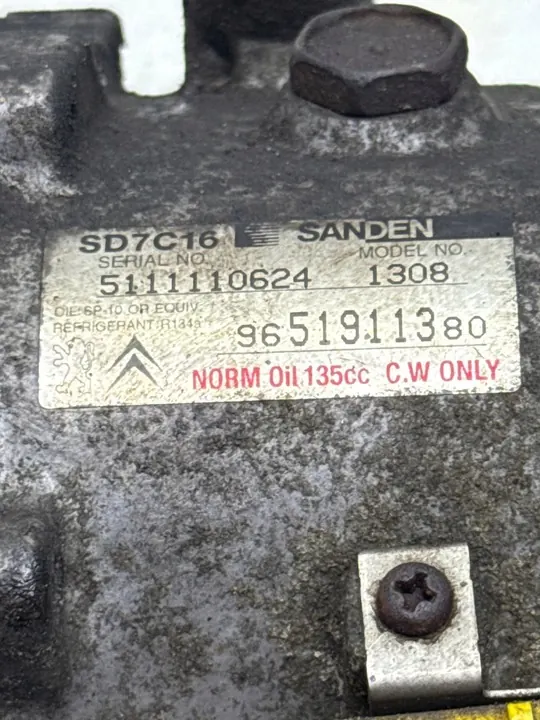 SD7C16 SANDEN
SERIAL NO. MODEL NO.
5111110624 1308
OIL: SP-10 OR EQUIV.
REFRIGERANT: R134a
9651911380
NORM Oil 135cc C.W ONLY